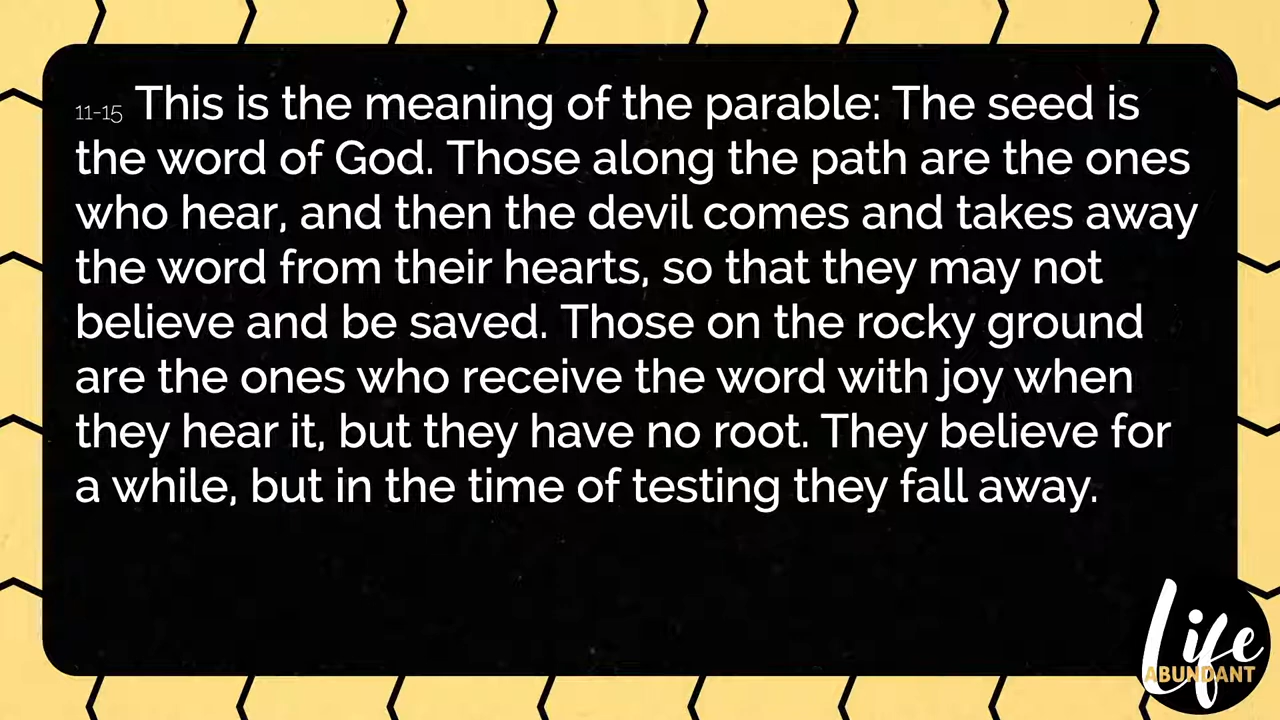 11-15 This is the meaning of the parable: The seed is
the word of God. Those along the path are the ones
who hear, and then the devil comes and takes away
the word from their hearts, so that they may not
believe and be saved. Those on the rocky ground
are the ones who receive the word with joy when
they hear it, but they have no root. They believe for
a while, but in the time of testing they fall away.
Life
ABUNDANT